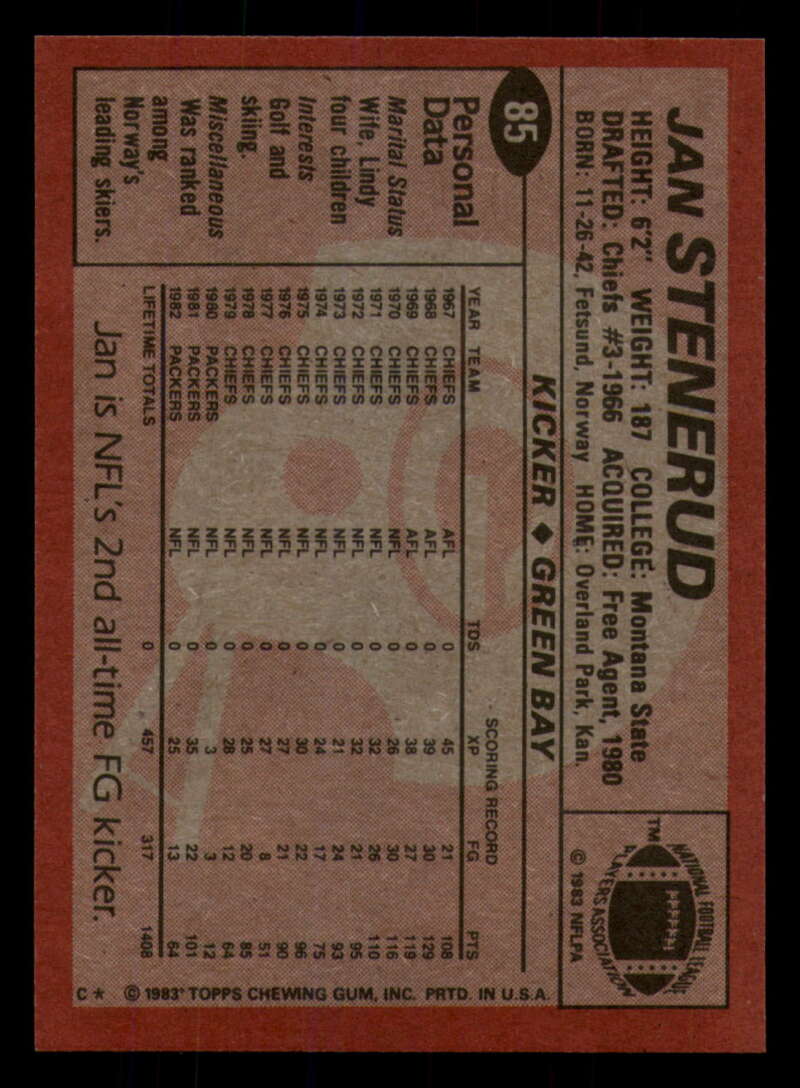 JAN STENERUD
HEIGHT: 6'2" WEIGHT: 187 COLLEGE: Montana State
DRAFTED: Chiefs #3-1966 ACQUIRED: Free Agent, 1980
BORN: 11-26-42, Fetsund, Norway HOME: Overland Park, Kan.
NATIONAL FOOTBALL LEAGUE
PLAYERS ASSOCIATION
TM
© 1983 NFLPA
85
KICKER ♦ GREEN BAY
Personal
Data
Marital Status
Wife, Lindy
four children
Interests
Golf and
skiing.
Miscellaneous
Was ranked
among
Norway's
leading skiers.
SCORING RECORD
YEAR TEAM TDS XP FG PTS
1967 CHIEFS AFL 0 45 21 108
1968 CHIEFS AFL 0 39 30 129
1969 CHIEFS AFL 0 38 27 119
1970 CHIEFS NFL 0 26 30 116
1971 CHIEFS NFL 0 32 26 110
1972 CHIEFS NFL 0 32 21 95
1973 CHIEFS NFL 0 21 24 93
1974 CHIEFS NFL 0 24 17 75
1975 CHIEFS NFL 0 30 22 96
1976 CHIEFS NFL 0 27 21 90
1977 CHIEFS NFL 0 27 8 51
1978 CHIEFS NFL 0 25 20 85
1979 CHIEFS NFL 0 28 12 64
1980 PACKERS NFL 0 3 3 12
1981 PACKERS NFL 0 35 22 101
1982 PACKERS NFL 0 25 13 64
LIFETIME TOTALS 0 457 317 1408
Jan is NFL's 2nd all-time FG kicker.
C* © 1983 TOPPS CHEWING GUM, INC. PRTD. IN U.S.A.